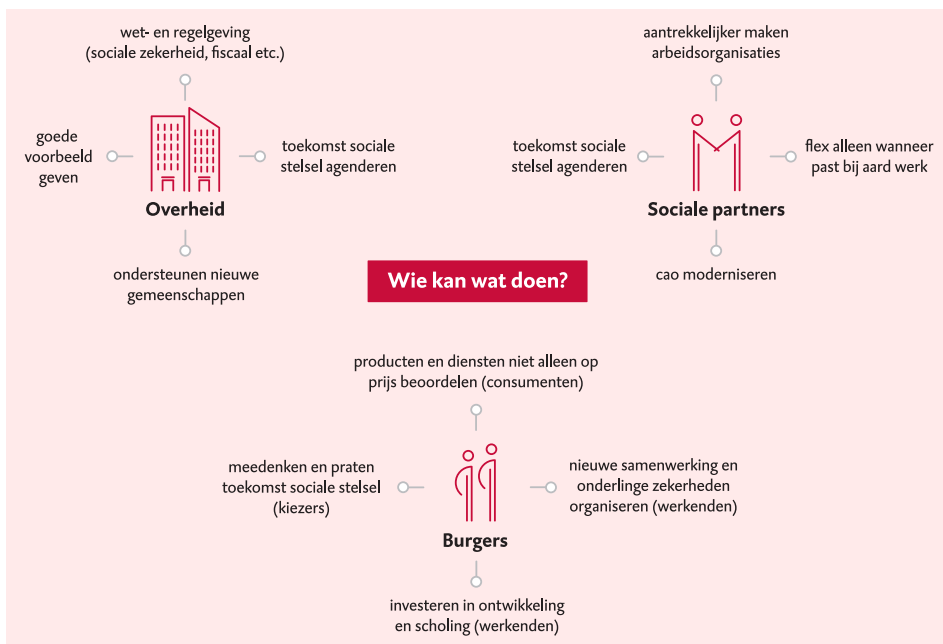 wet- en regelgeving
(sociale zekerheid, fiscaal etc.)
goede
voorbeeld
geven
toekomst sociale
stelsel agenderen
Overheid
ondersteunen nieuwe
gemeenschappen
aantrekkelijker maken
arbeidsorganisaties
toekomst sociale
stelsel agenderen
flex alleen wanneer
past bij aard werk
Sociale partners
cao moderniseren
Wie kan wat doen?
producten en diensten niet alleen op
prijs beoordelen (consumenten)
meedenken en praten
toekomst sociale stelsel
(kiezers)
nieuwe samenwerking en
onderlinge zekerheden
organiseren (werkenden)
Burgers
investeren in ontwikkeling
en scholing (werkenden)